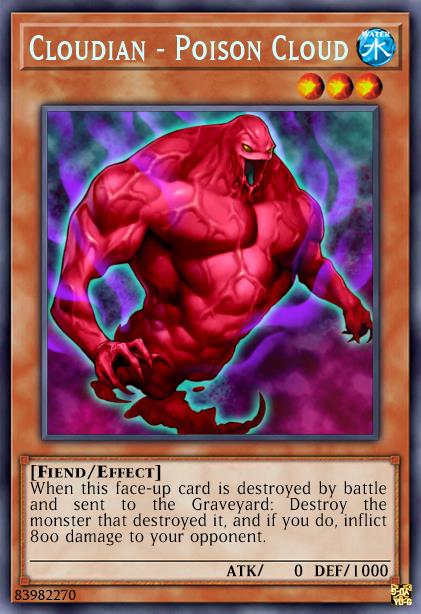 CLOUDIAN - POISON CLOUD
WATER
水
[FIEND/EFFECT]
When this face-up card is destroyed by battle
and sent to the Graveyard: Destroy the
monster that destroyed it, and if you do, inflict
800 damage to your opponent.
ATK/ 0 DEF/1000
83982270